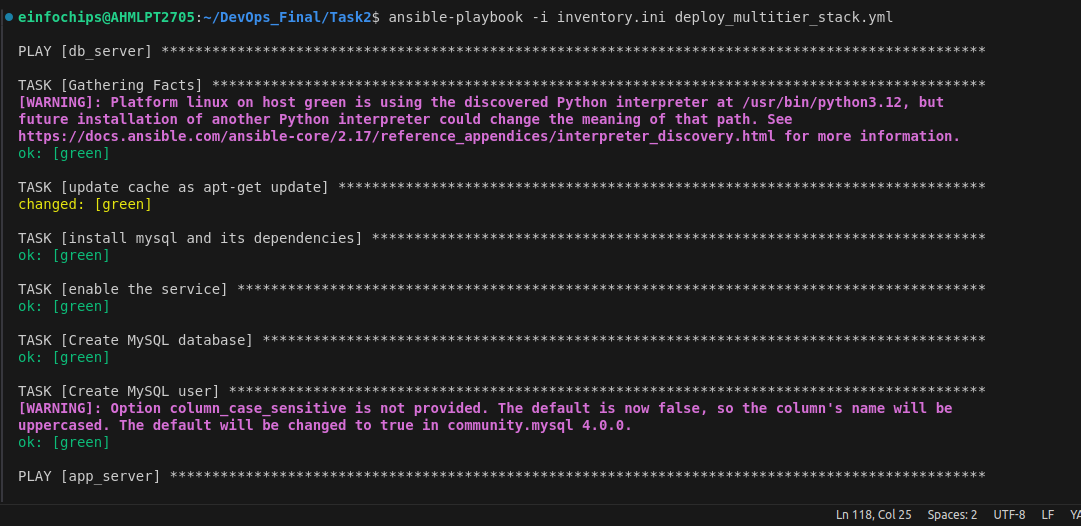 einfochips@AHMLPT2705:~/DevOps_Final/Task2$ ansible-playbook -i inventory.ini deploy_multitier_stack.yml
PLAY [db_server] **************************************************************************************************
TASK [Gathering Facts] ********************************************************************************************
[WARNING]: Platform linux on host green is using the discovered Python interpreter at /usr/bin/python3.12, but
future installation of another Python interpreter could change the meaning of that path. See
https://docs.ansible.com/ansible-core/2.17/reference_appendices/interpreter_discovery.html for more information.
ok: [green]
TASK [update cache as apt-get update] *****************************************************************************
changed: [green]
TASK [install mysql and its dependencies] *************************************************************************
ok: [green]
TASK [enable the service] *****************************************************************************************
ok: [green]
TASK [Create MySQL database] **************************************************************************************
ok: [green]
TASK [Create MySQL user] ******************************************************************************************
[WARNING]: Option column_case_sensitive is not provided. The default is now false, so the column's name will be
uppercased. The default will be changed to true in community.mysql 4.0.0.
ok: [green]
PLAY [app_server] *************************************************************************************************
Ln 118, Col 25 Spaces: 2 UTF-8 LF